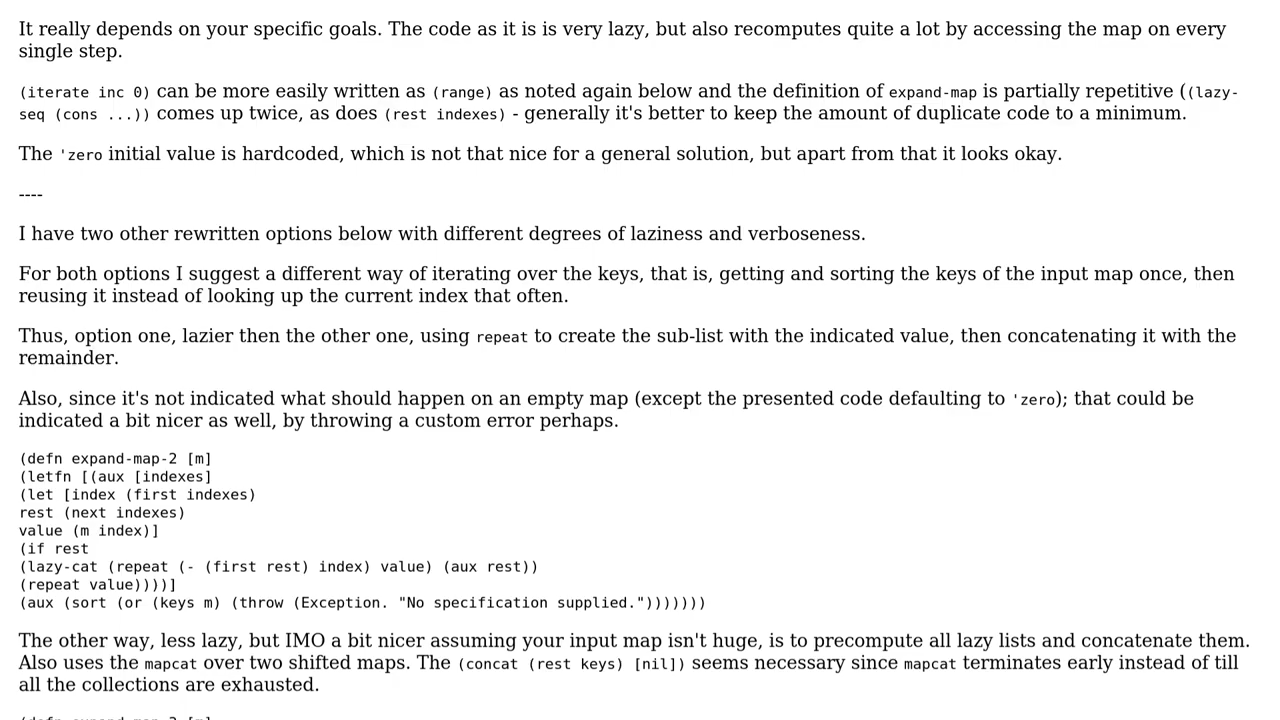 It really depends on your specific goals. The code as it is is very lazy, but also recomputes quite a lot by accessing the map on every
single step.
(iterate inc 0) can be more easily written as (range) as noted again below and the definition of expand-map is partially repetitive ((lazy-
seq (cons ...)) comes up twice, as does (rest indexes) - generally it's better to keep the amount of duplicate code to a minimum.
The 'zero initial value is hardcoded, which is not that nice for a general solution, but apart from that it looks okay.
----
I have two other rewritten options below with different degrees of laziness and verboseness.
For both options I suggest a different way of iterating over the keys, that is, getting and sorting the keys of the input map once, then
reusing it instead of looking up the current index that often.
Thus, option one, lazier then the other one, using repeat to create the sub-list with the indicated value, then concatenating it with the
remainder.
Also, since it's not indicated what should happen on an empty map (except the presented code defaulting to 'zero); that could be
indicated a bit nicer as well, by throwing a custom error perhaps.
(defn expand-map-2 [m]
(letfn [(aux [indexes]
(let [index (first indexes)
rest (next indexes)
value (m index)]
(if rest
(lazy-cat (repeat (- (first rest) index) value) (aux rest))
(repeat value))))]
(aux (sort (or (keys m) (throw (Exception. "No specification supplied.")))))))
The other way, less lazy, but IMO a bit nicer assuming your input map isn't huge, is to precompute all lazy lists and concatenate them.
Also uses the mapcat over two shifted maps. The (concat (rest keys) [nil]) seems necessary since mapcat terminates early instead of till
all the collections are exhausted.